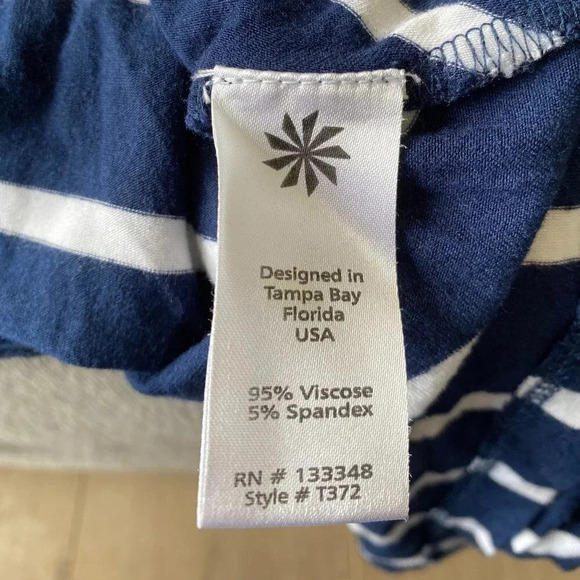 Designed in
Tampa Bay
Florida
USA
95% Viscose
5% Spandex
RN # 133348
Style # T372